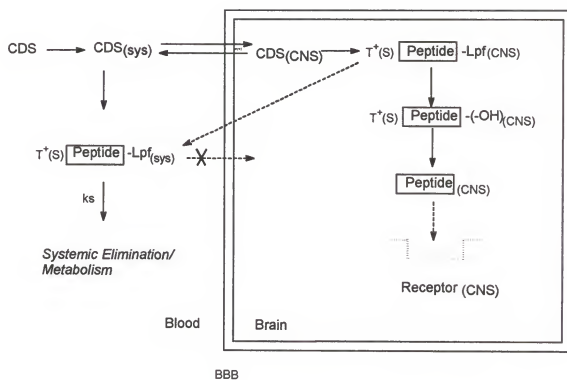 CDS CDS(sys) CDS(CNS) T+(S) Peptide -Lpf(CNS)
T+(S) Peptide -(-OH)(CNS)
T+(S) Peptide -Lpf(sys) X
Peptide (CNS)
ks
Systemic Elimination/
Metabolism
Receptor (CNS)
Blood Brain
BBB